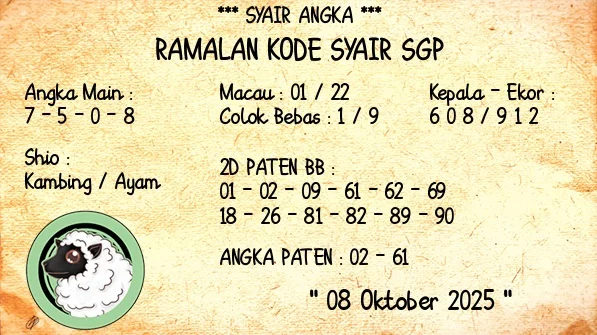 *** SYAIR ANGKA ***
RAMALAN KODE SYAIR SGP
Angka Main :
7 - 5 - 0 - 8
Macau : 01 / 22
Colok Bebas : 1 / 9
Kepala - Ekor :
6 0 8 / 9 1 2
Shio :
Kambing / Ayam
2D PATEN BB :
01 - 02 - 09 - 61 - 62 - 69
18 - 26 - 81 - 82 - 89 - 90
ANGKA PATEN : 02 - 61
" 08 Oktober 2025 "